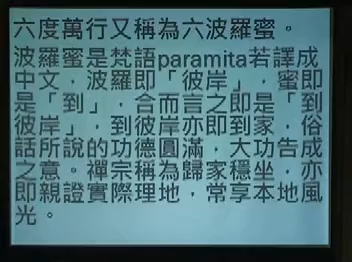 六度萬行又稱為六波羅蜜。
波羅蜜是梵語paramita若譯成
中文，波羅即「彼岸」，蜜即
是「到」，合而言之即是「到
彼岸」，到彼岸亦即到家，俗
話所說的功德圓滿，大功告成
之意。禪宗稱為歸家穩坐，亦
即親證實際理地，常享本地風
光。